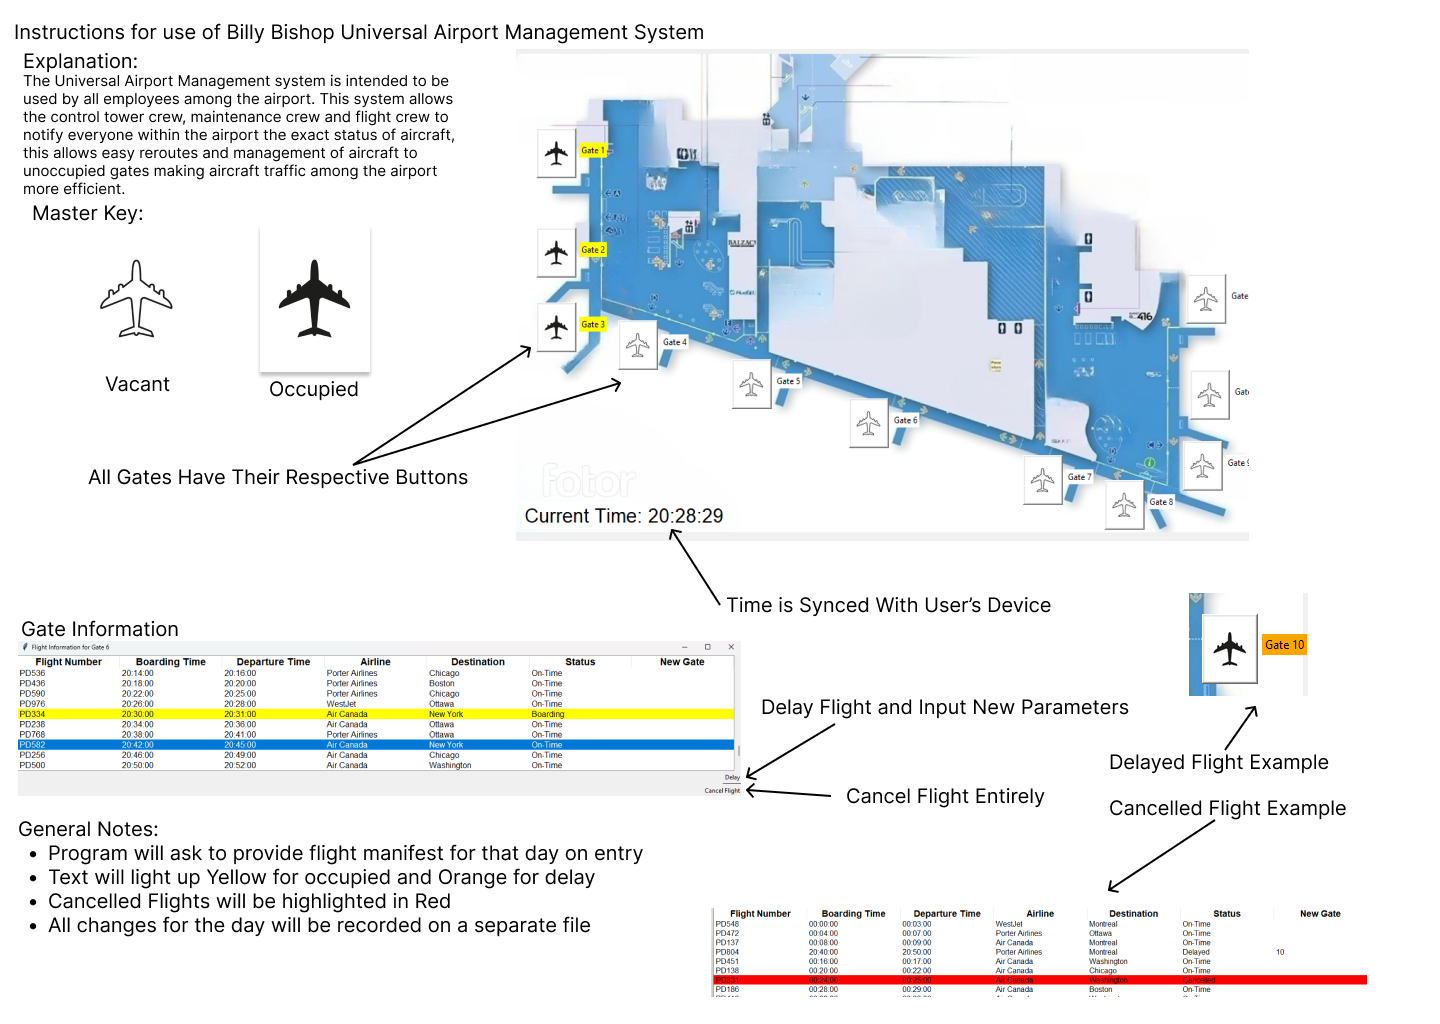 Instructions for use of Billy Bishop Universal Airport Management System
Explanation:
The Universal Airport Management system is intended to be
used by all employees among the airport. This system allows
the control tower crew, maintenance crew and flight crew to
notify everyone within the airport the exact status of aircraft,
this allows easy reroutes and management of aircraft to
unoccupied gates making aircraft traffic among the airport
more efficient.
Master Key:
Vacant
Occupied
All Gates Have Their Respective Buttons
Gate 1
Gate 2
Gate 3
Gate 4
Gate 5
Gate 6
Gate 7
Gate 8
Gate 9
Gate
BALZAC'
416
fotor
Current Time: 20:28:29
Time is Synced With User's Device
Gate Information
Flight Information for Gate 6
Flight Number Boarding Time Departure Time Airline Destination Status New Gate
PD536 20:14:00 20:16:00 Porter Airlines Chicago On-Time
PD436 20:18:00 20:20:00 Porter Airlines Boston On-Time
PD590 20:22:00 20:25:00 Porter Airlines Chicago On-Time
PD976 20:26:00 20:28:00 WestJet Ottawa On-Time
PD334 20:30:00 20:31:00 Air Canada New York Boarding
PD238 20:34:00 20:36:00 Air Canada Ottawa On-Time
PD768 20:38:00 20:41:00 Porter Airlines Ottawa On-Time
PD582 20:42:00 20:45:00 Air Canada New York On-Time
PD256 20:46:00 20:49:00 Air Canada Chicago On-Time
PD500 20:50:00 20:52:00 Air Canada Washington On-Time
Delay
Cancel Flight
Delay Flight and Input New Parameters
Cancel Flight Entirely
Gate 10
Delayed Flight Example
Cancelled Flight Example
General Notes:
• Program will ask to provide flight manifest for that day on entry
• Text will light up Yellow for occupied and Orange for delay
• Cancelled Flights will be highlighted in Red
• All changes for the day will be recorded on a separate file
Flight Number Boarding Time Departure Time Airline Destination Status New Gate
PD548 00:00:00 00:03:00 WestJet Montreal On-Time
PD472 00:04:00 00:07:00 Porter Airlines Ottawa On-Time
PD137 00:08:00 00:09:00 Air Canada Montreal On-Time
PD804 20:40:00 20:50:00 Porter Airlines Montreal Delayed 10
PD451 00:16:00 00:17:00 Air Canada Washington On-Time
PD138 00:20:00 00:22:00 Air Canada Chicago On-Time
PD331 00:24:00 00:25:00 Air Canada Washington Cancelled
PD186 00:28:00 00:29:00 Air Canada Boston On-Time